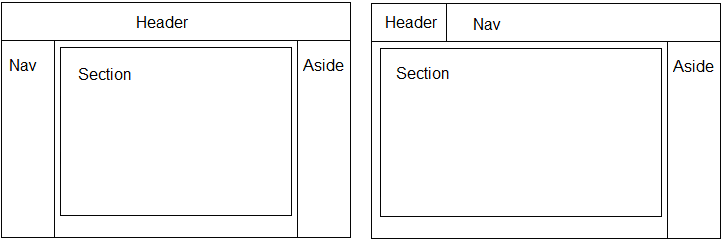 Header
Nav
Section
Aside
Header
Nav
Section
Aside